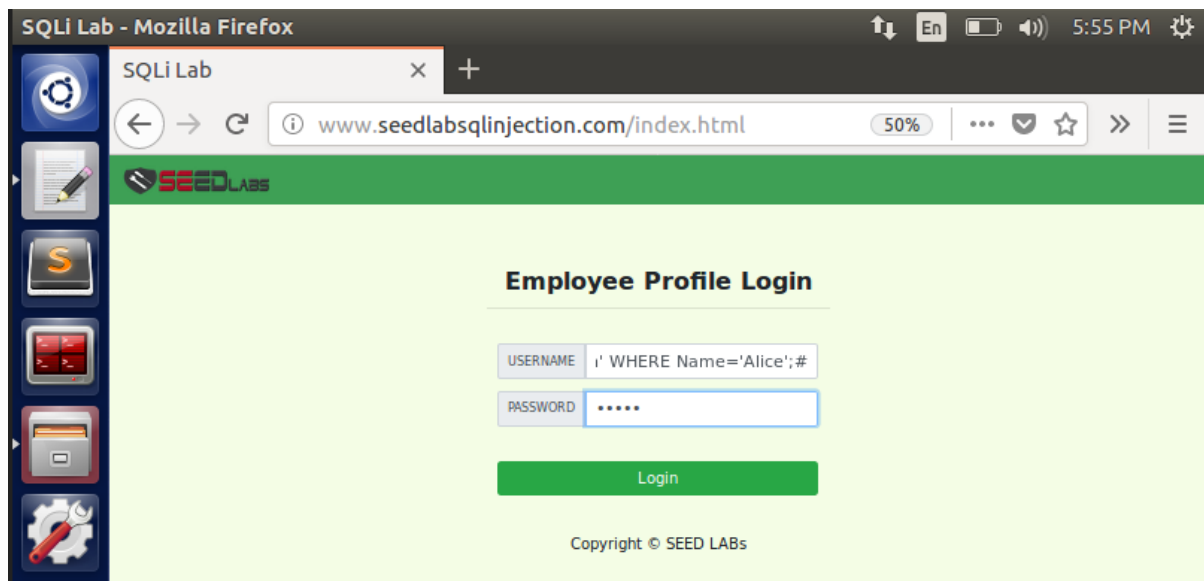 SQLi Lab - Mozilla Firefox En 5:55 PM
SQLi Lab
www.seedlabsqlinjection.com/index.html 50%
SEEDLABS
Employee Profile Login
USERNAME ' WHERE Name='Alice';#
PASSWORD •••••
Login
Copyright © SEED LABs